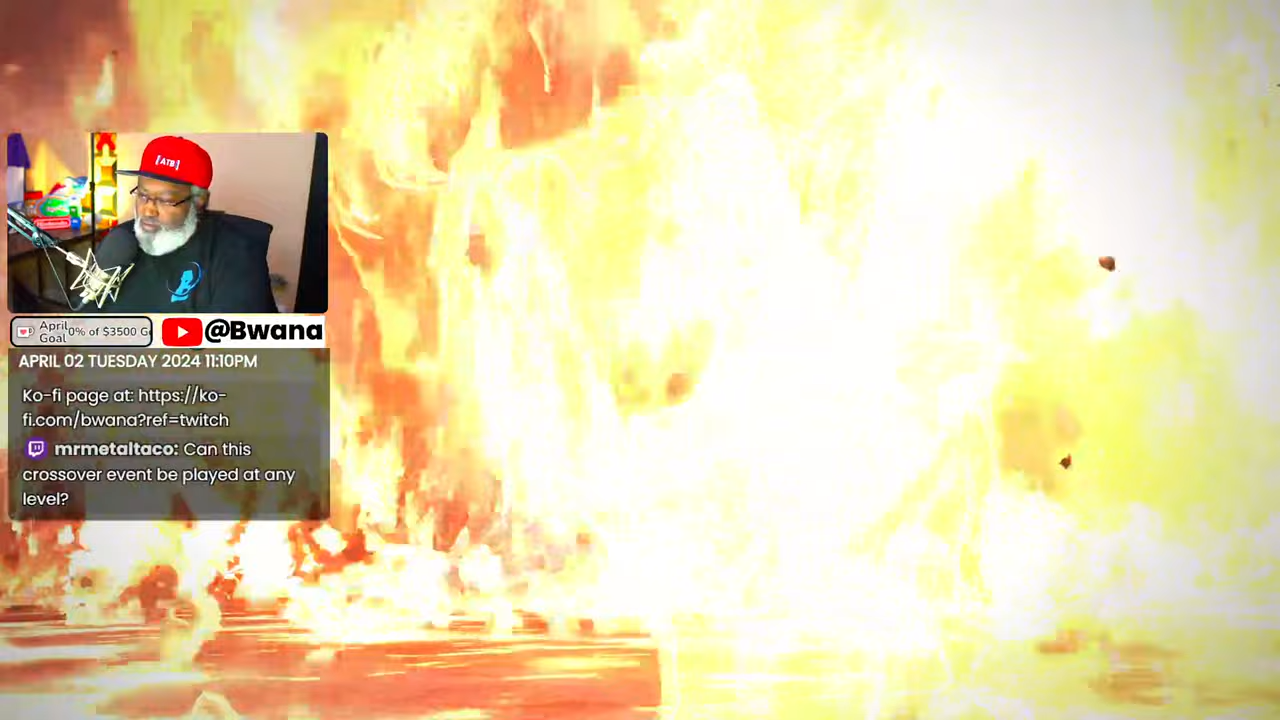 [ATB]
April
Goal
0% of $3500 G
@Bwana
APRIL 02 TUESDAY 2024 11:10PM
Ko-fi page at: https://ko-
fi.com/bwana?ref=twitch
mrmetaltaco: Can this
crossover event be played at any
level?